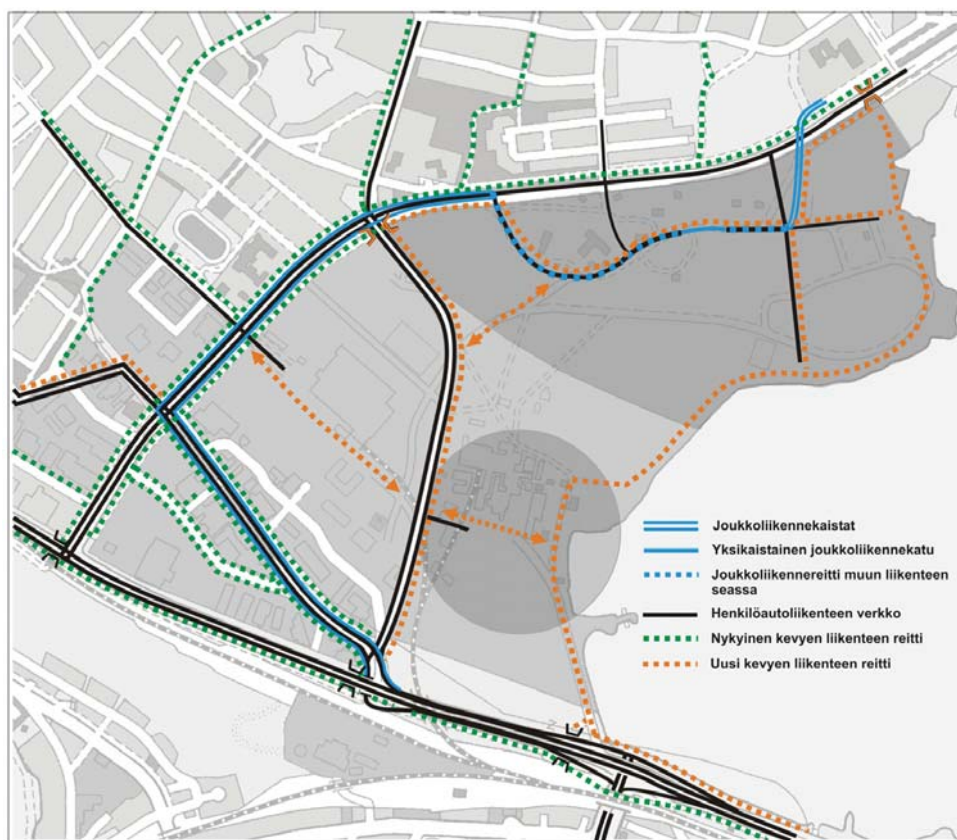 Joukkoliikennekaistat
Yksikaistainen joukkoliikennekatu
Joukkoliikennereitti muun liikenteen
seassa
Henkilöautoliikenteen verkko
Nykyinen kevyen liikenteen reitti
Uusi kevyen liikenteen reitti